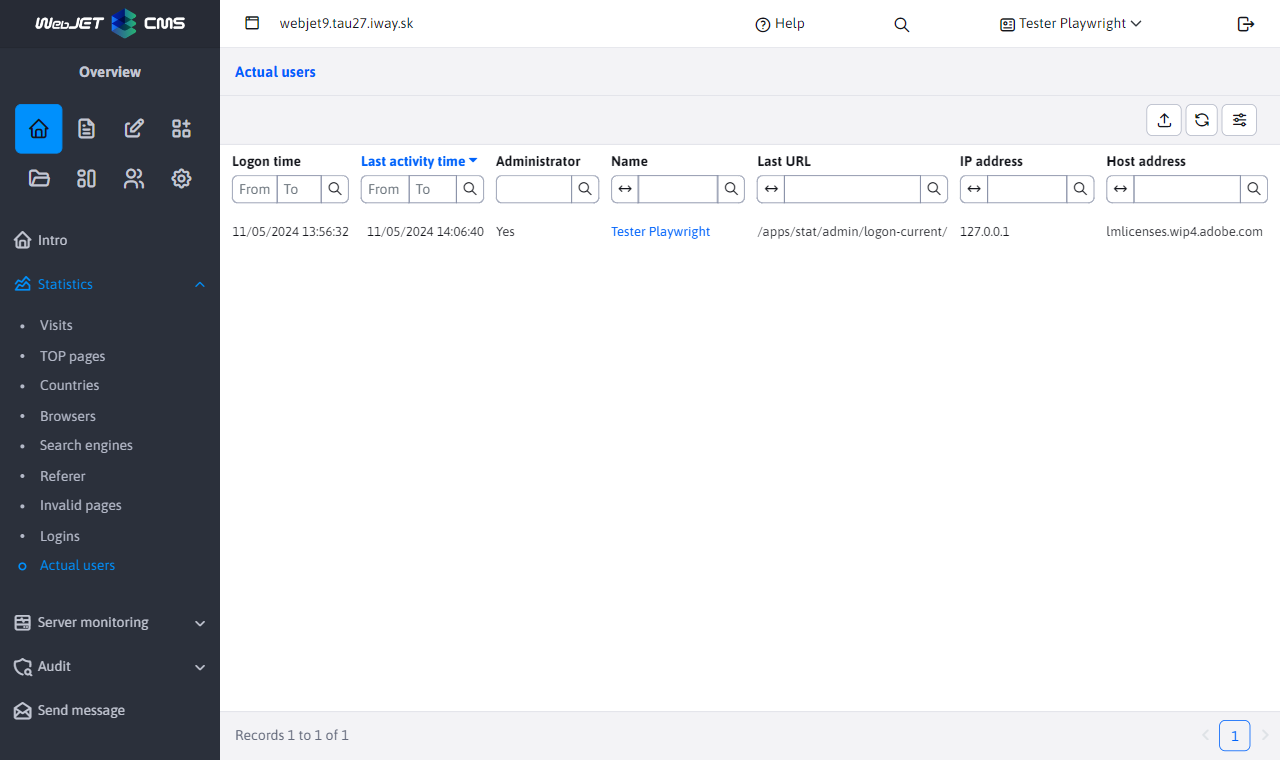 WebJET CMS
webjet9.tau27.iway.sk
Help
Tester Playwright
Overview
Actual users
Intro
Statistics
Visits
TOP pages
Countries
Browsers
Search engines
Referer
Invalid pages
Logins
Actual users
Server monitoring
Audit
Send message
Logon time Last activity time Administrator Name Last URL IP address Host address
From To From To
11/05/2024 13:56:32 11/05/2024 14:06:40 Yes Tester Playwright /apps/stat/admin/logon-current/ 127.0.0.1 lmlicenses.wip4.adobe.com
Records 1 to 1 of 1
1